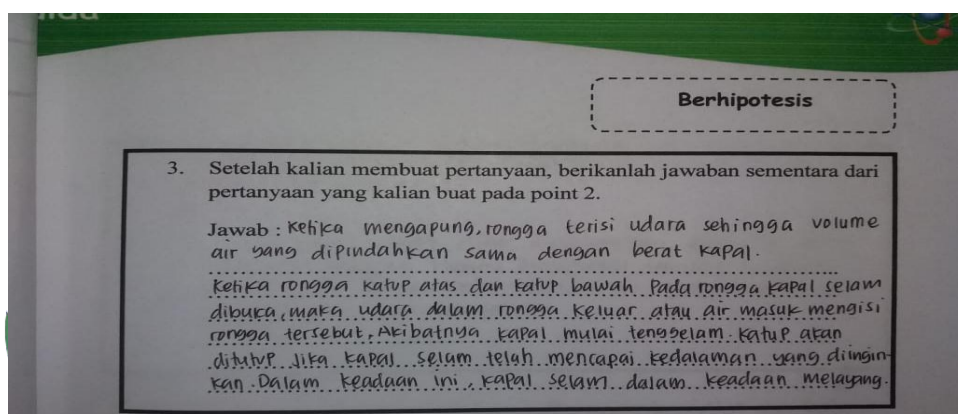 Berhipotesis
3. Setelah kalian membuat pertanyaan, berikanlah jawaban sementara dari
pertanyaan yang kalian buat pada point 2.
Jawab : Ketika mengapung, rongga terisi udara sehingga volume
air yang dipindahkan sama dengan berat kapal.
Ketika rongga katup atas dan katup bawah pada rongga kapal selam
dibuka, maka udara dalam rongga keluar atau air masuk mengisi
rongga tersebut. Akibatnya kapal mulai tenggelam. Katup akan
ditutup jika kapal selam telah mencapai kedalaman yang diingin-
kan. Dalam keadaan ini, kapal selam dalam keadaan melayang.